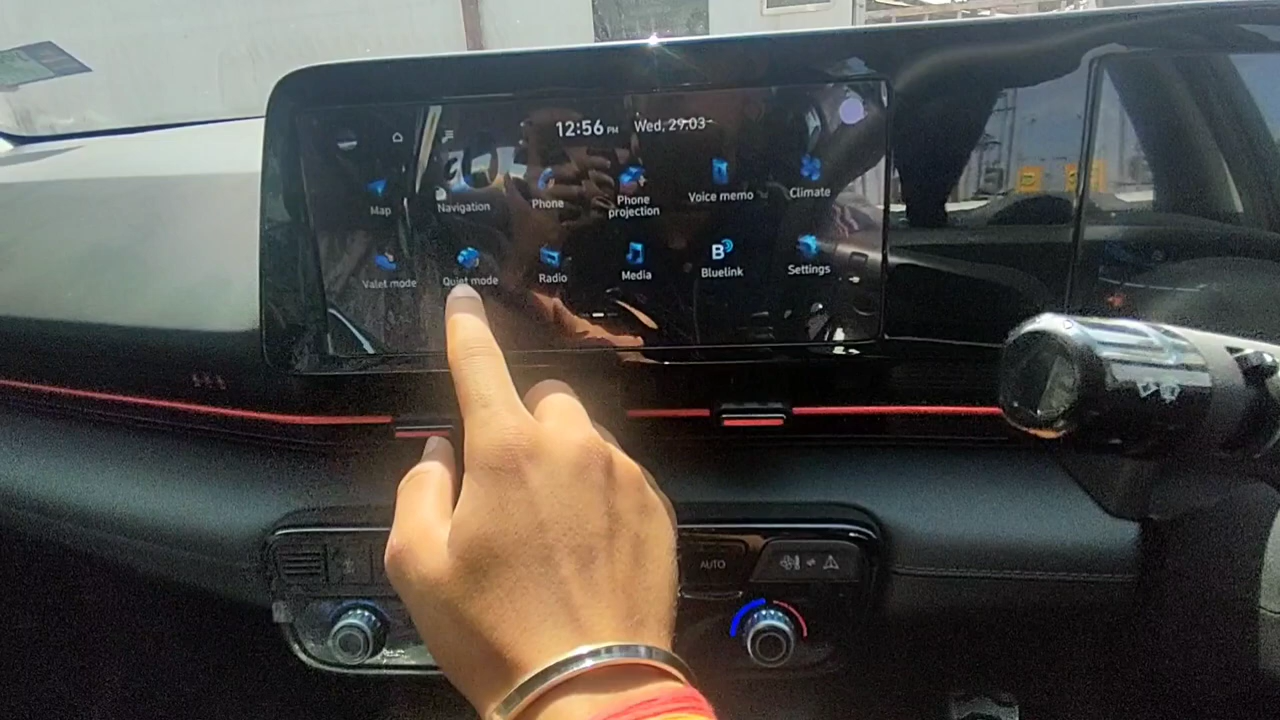 12:56 PM Wed, 29.03
Map
Navigation
Phone
Phone projection
Voice memo
Climate
Valet mode
Quiet mode
Radio
Media
Bluelink
Settings
AUTO